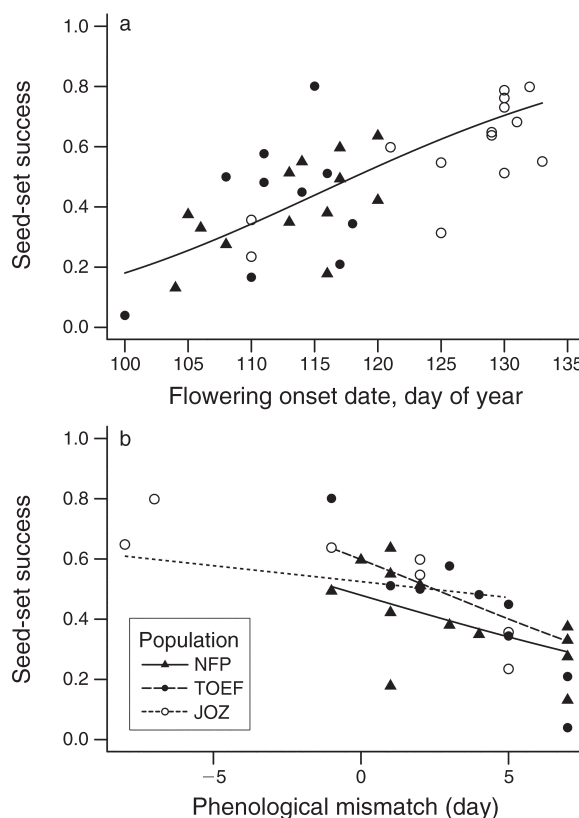 a
Seed-set success
1.0
0.8
0.6
0.4
0.2
0.0
100 105 110 115 120 125 130 135
Flowering onset date, day of year
b
Seed-set success
1.0
0.8
0.6
0.4
0.2
0.0
Population
NFP
TOEF
JOZ
−5 0 5
Phenological mismatch (day)